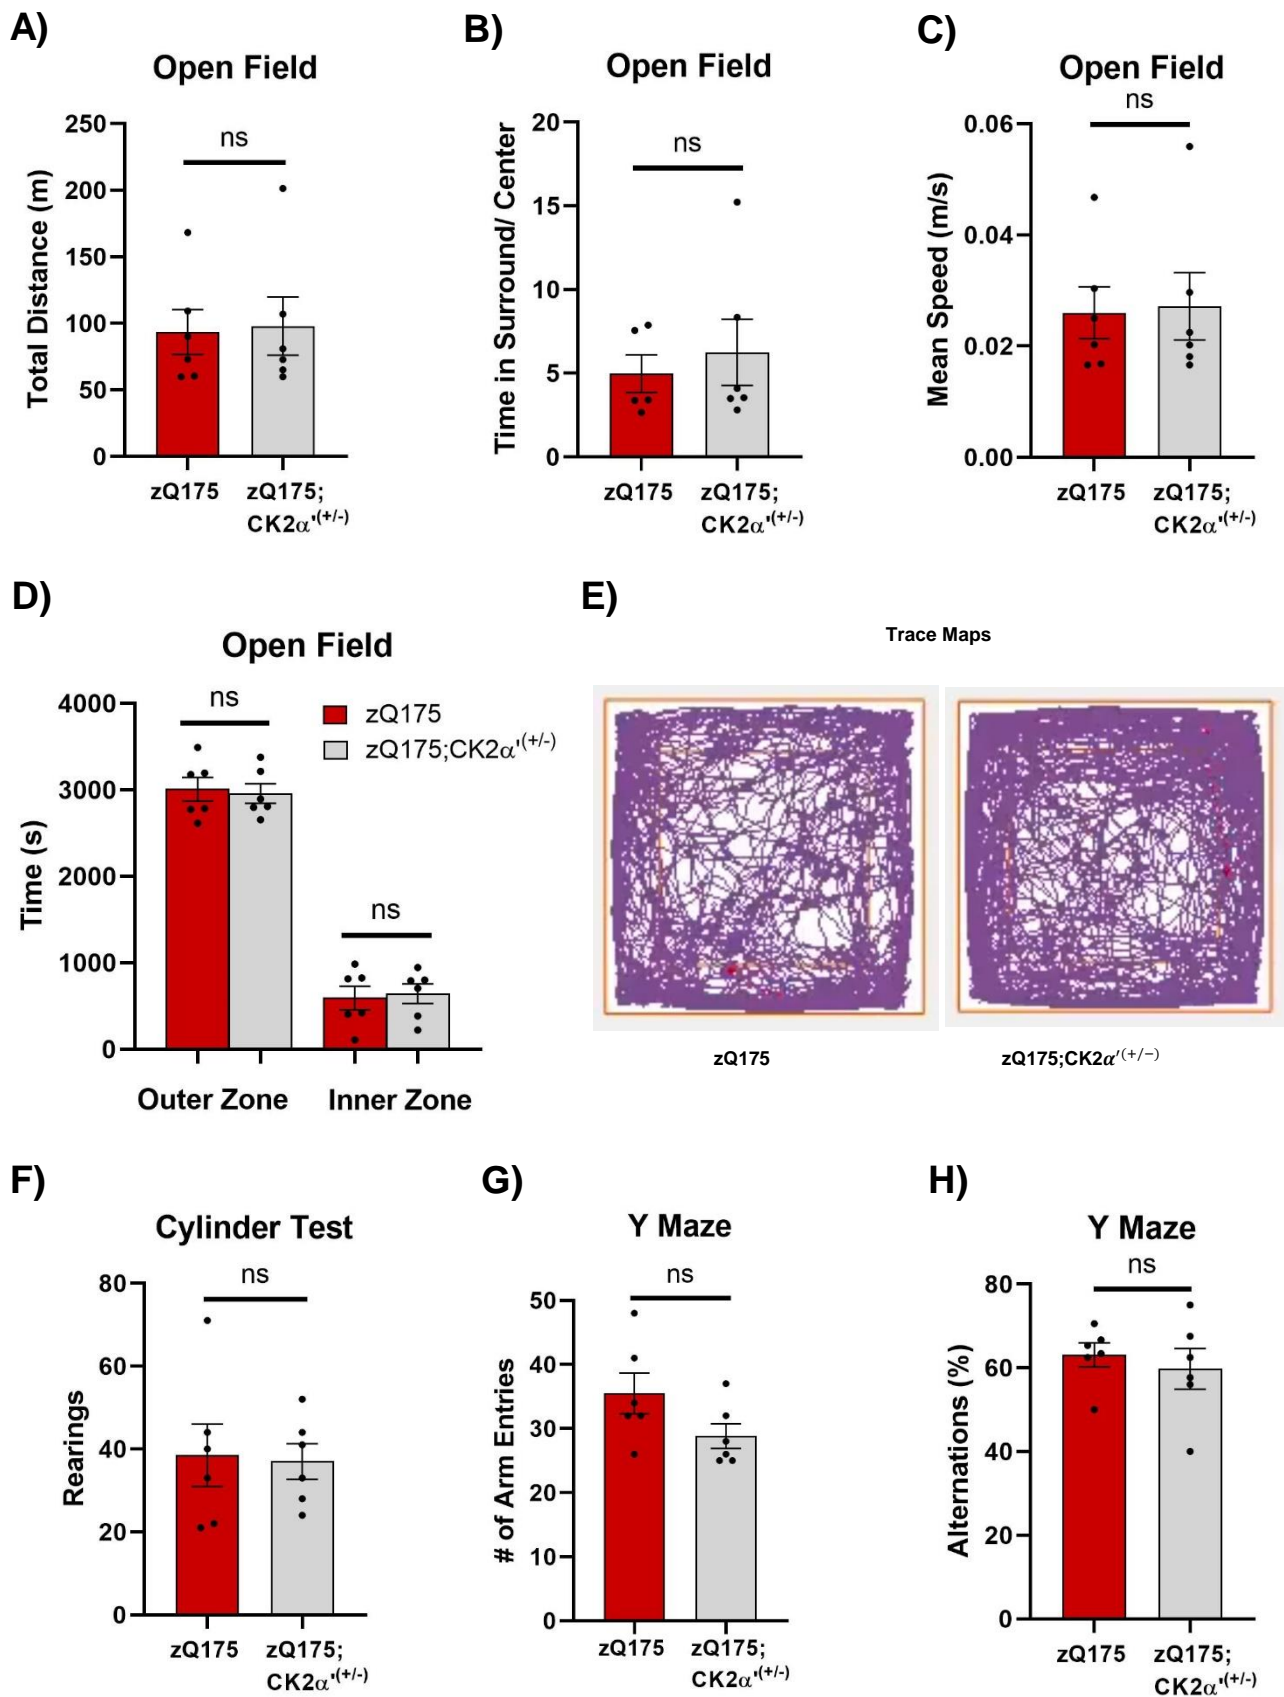 A)
Open Field
ns
Total Distance (m)
250
200
150
100
50
0
zQ175
zQ175;
CK2α'(+/-)
B)
Open Field
ns
Time in Surround/ Center
20
15
10
5
0
zQ175
zQ175;
CK2α'(+/-)
C)
Open Field
ns
Mean Speed (m/s)
0.06
0.04
0.02
0.00
zQ175
zQ175;
CK2α'(+/-)
D)
Open Field
ns
ns
zQ175
zQ175;CK2α'(+/-)
Time (s)
4000
3000
2000
1000
0
Outer Zone
Inner Zone
E)
Trace Maps
zQ175
zQ175;CK2α′(+/−)
F)
Cylinder Test
ns
Rearings
80
60
40
20
0
zQ175
zQ175;
CK2α'(+/-)
G)
Y Maze
ns
# of Arm Entries
50
40
30
20
10
0
zQ175
zQ175;
CK2α'(+/-)
H)
Y Maze
ns
Alternations (%)
80
60
40
20
0
zQ175
zQ175;
CK2α'(+/-)